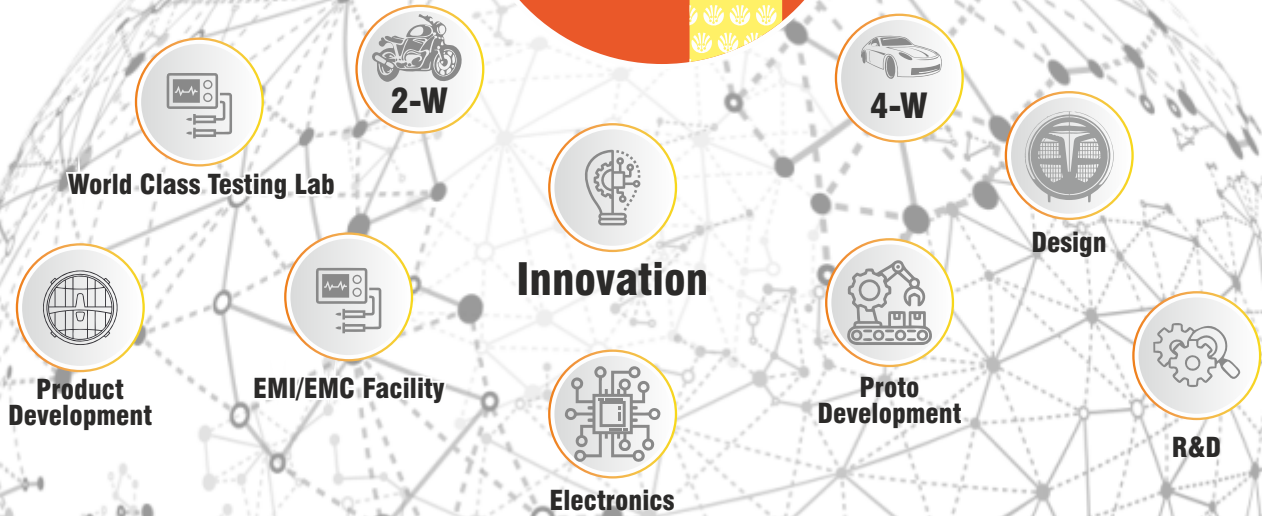 2-W
4-W
World Class Testing Lab
Innovation
Design
Product
Development
EMI/EMC Facility
Proto
Development
R&D
Electronics